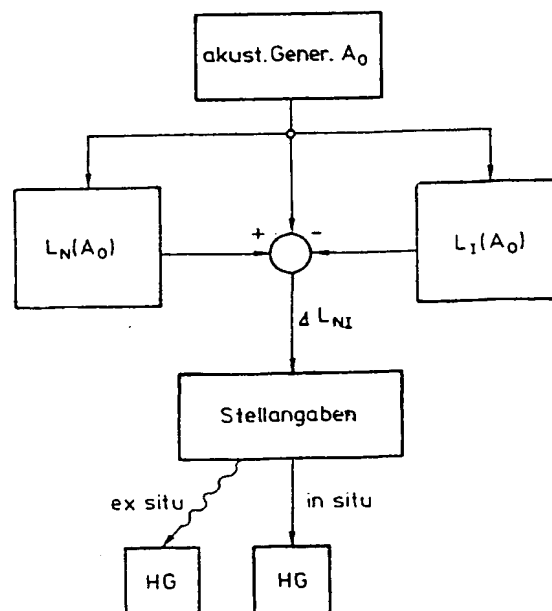 akust. Gener. A₀
+ -
L_N(A₀)
L_I(A₀)
Δ L_NI
Stellangaben
ex situ
in situ
HG
HG